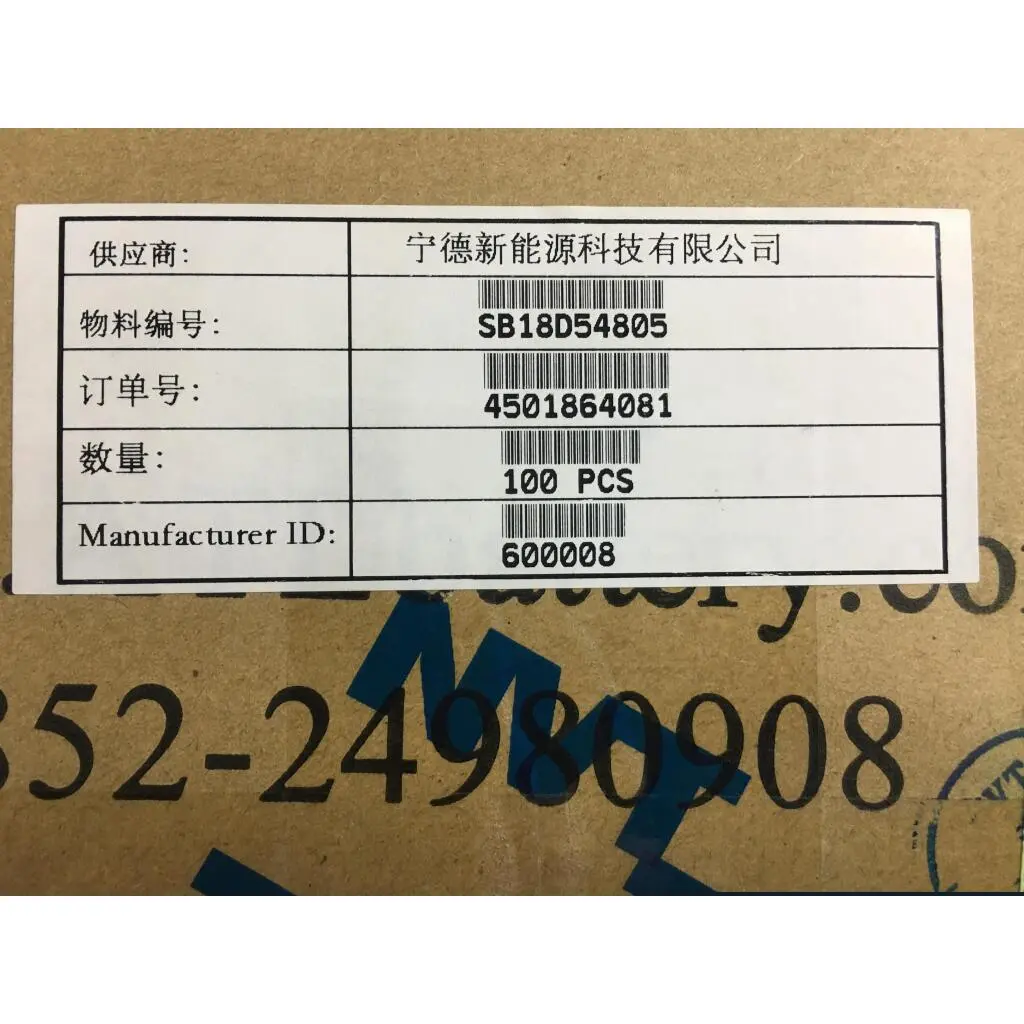 供应商: 宁德新能源科技有限公司
物料编号: SB18D54805
订单号: 4501864081
数量: 100 PCS
Manufacturer ID: 600008
352-24980908